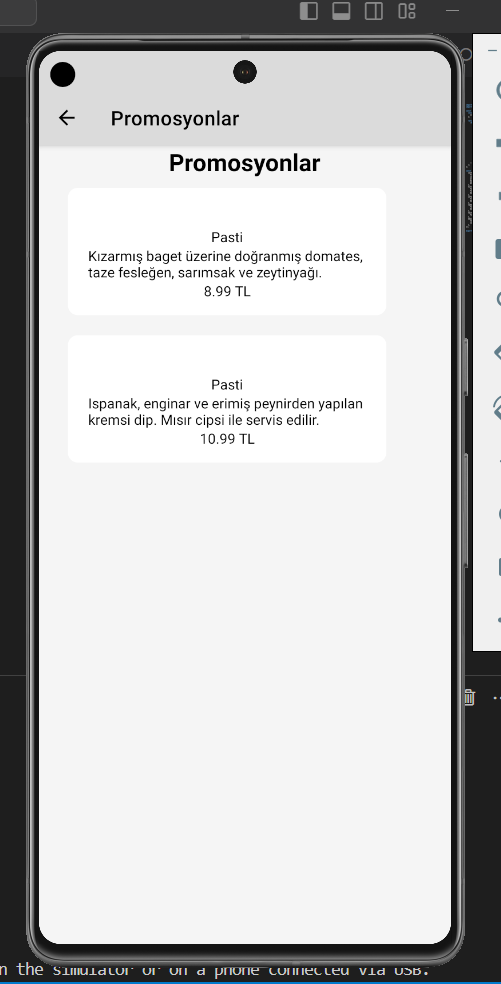 Promosyonlar
Promosyonlar
Pasti
Kızarmış baget üzerine doğranmış domates,
taze fesleğen, sarımsak ve zeytinyağı.
8.99 TL
Pasti
Ispanak, enginar ve erimiş peynirden yapılan
kremsi dip. Mısır cipsi ile servis edilir.
10.99 TL
n the simulator or on a phone connected via USB.